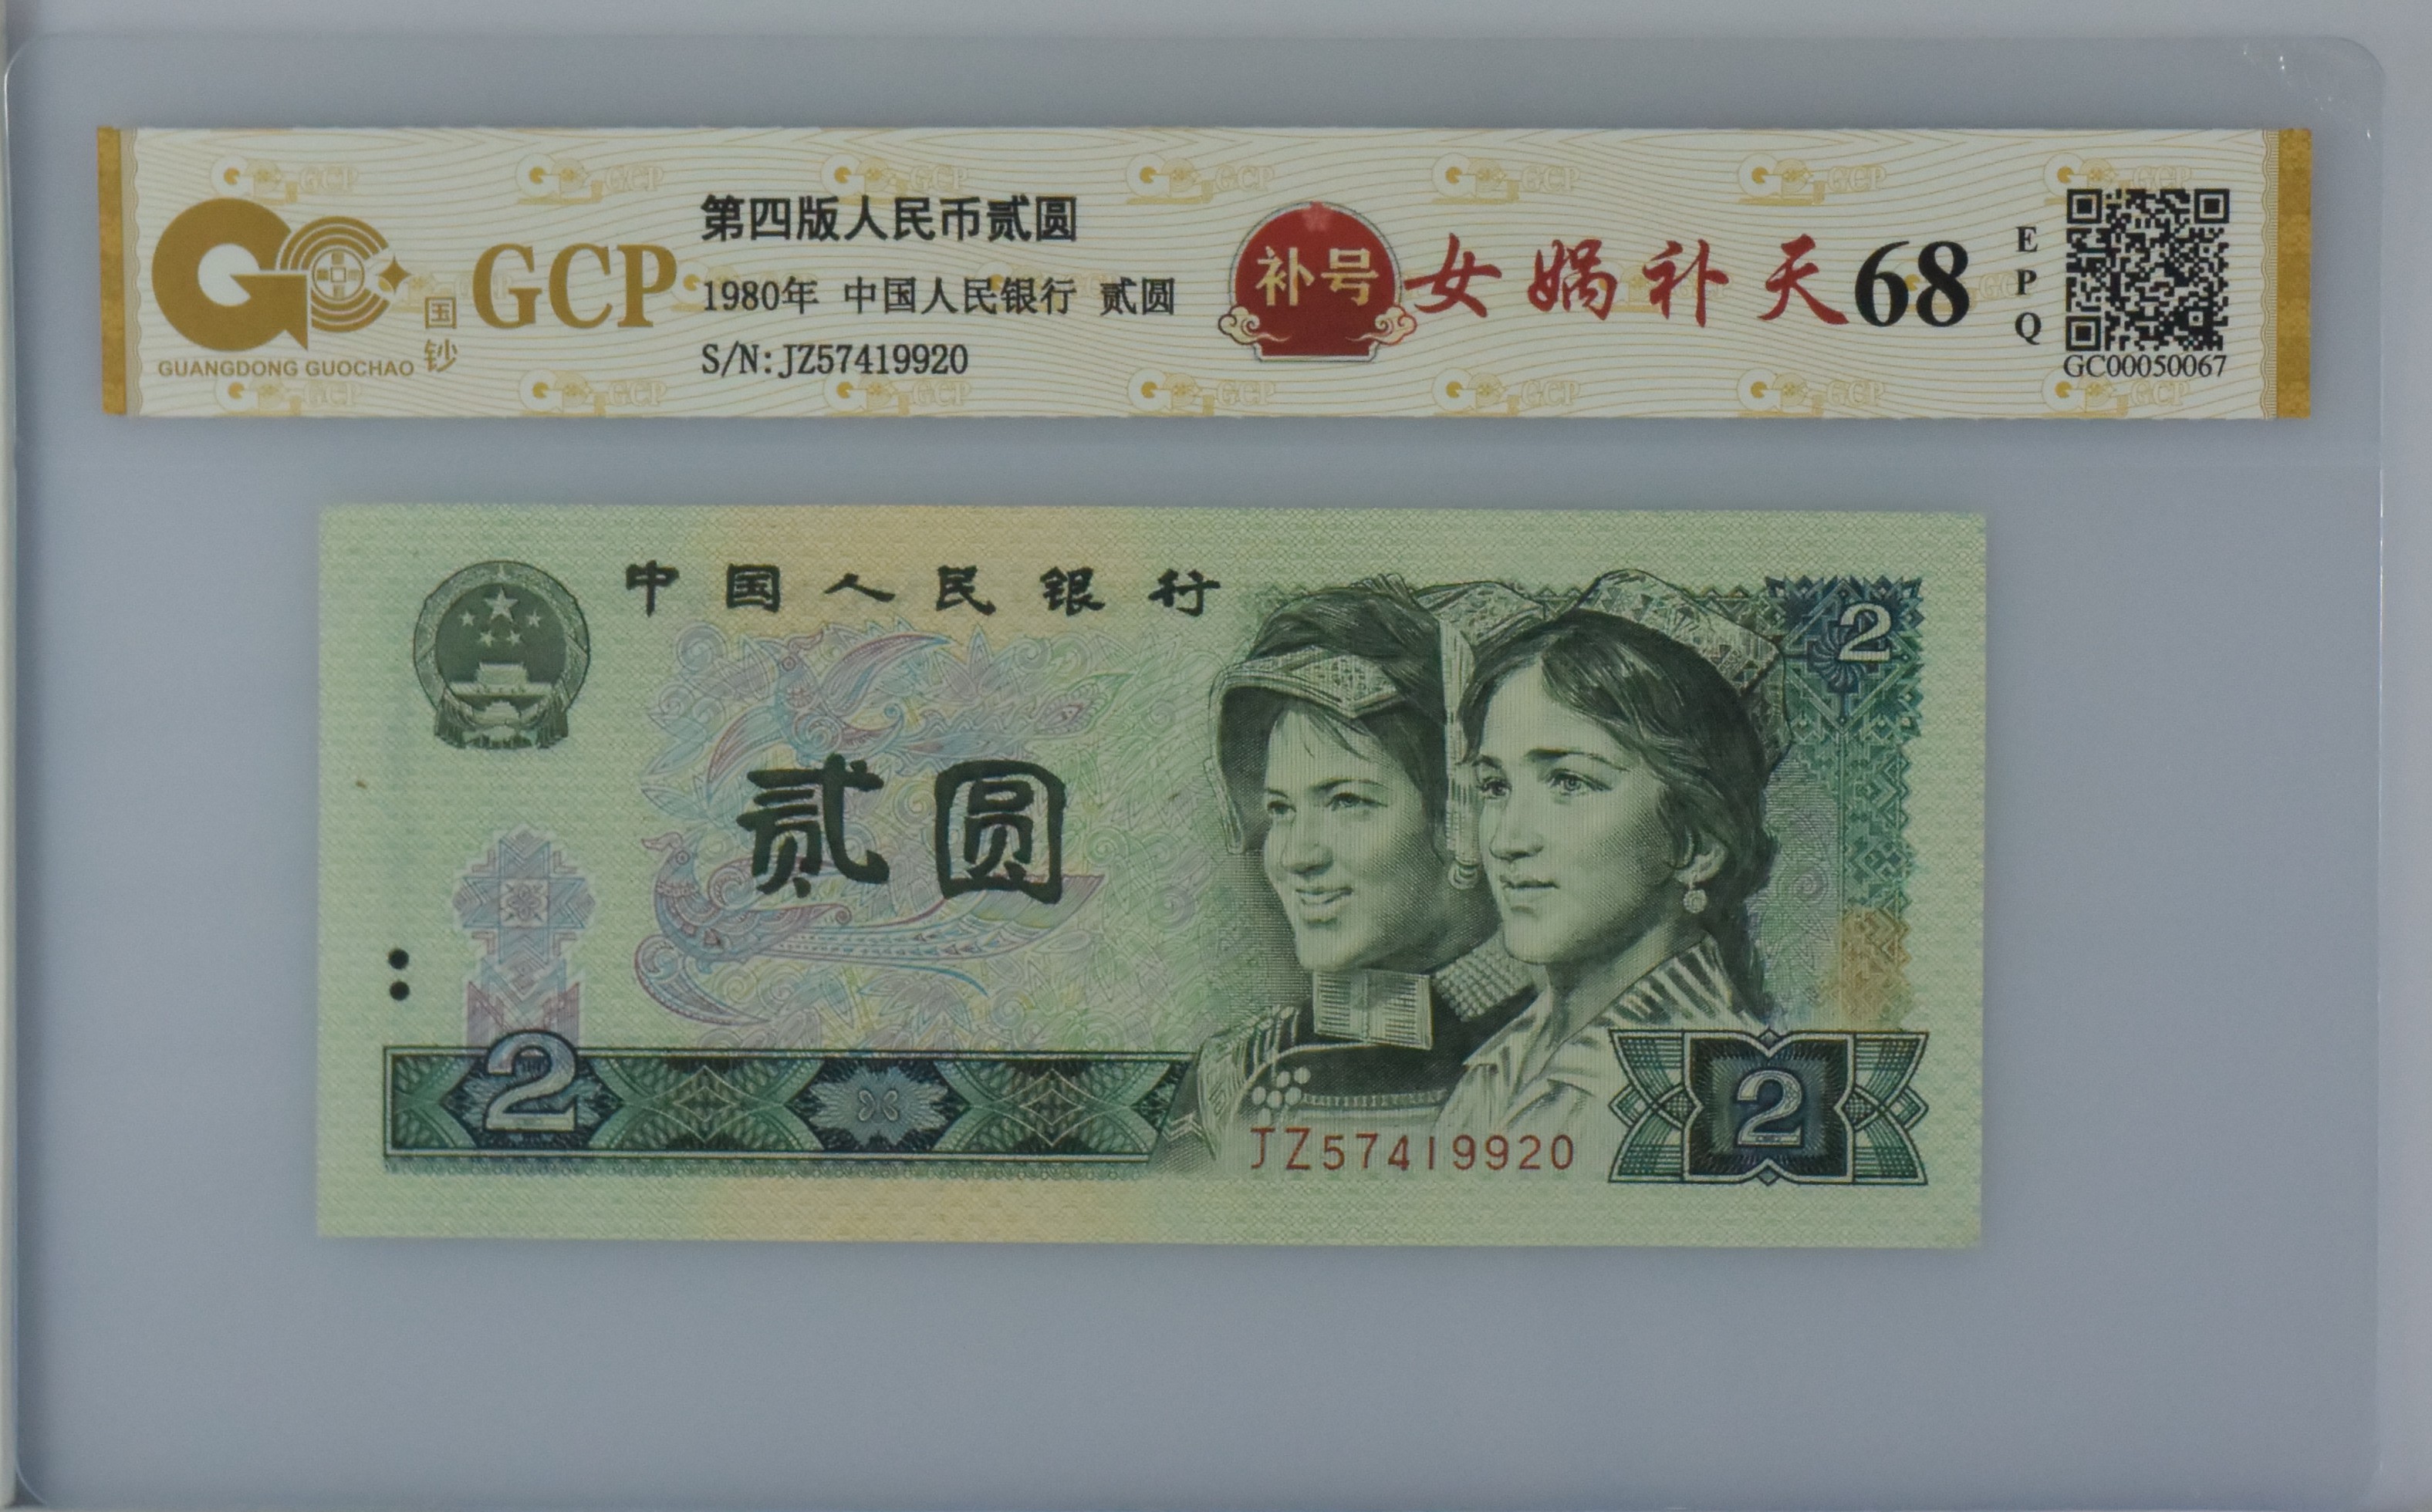 GCP
国钞
GUANGDONG GUOCHAO
第四版人民币贰圆
1980年 中国人民银行 贰圆
S/N:JZ57419920
补号
女娲补天
68
EPQ
GC00050067
中国人民银行
2
贰圆
2
JZ57419920
2